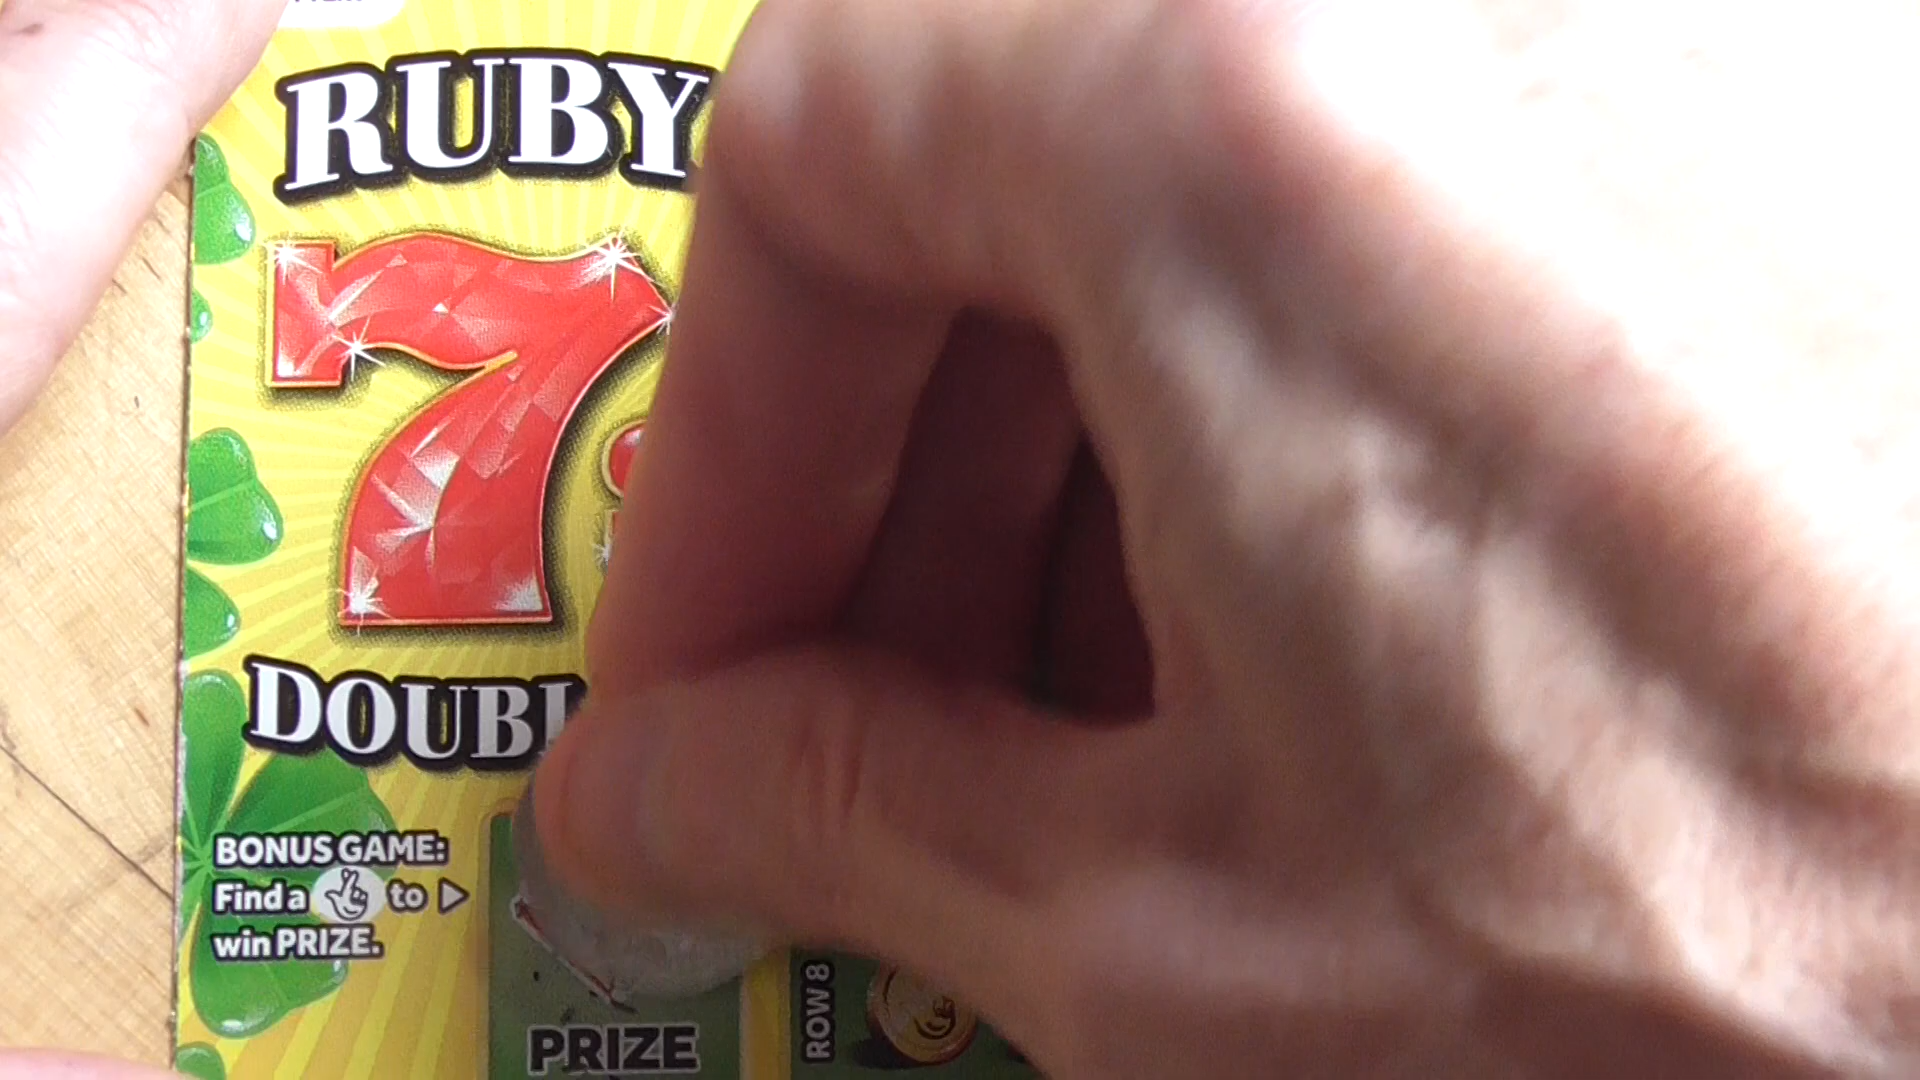 RUBY
7
DOUBL
BONUS GAME:
Find a to
win PRIZE.
PRIZE
ROW 8